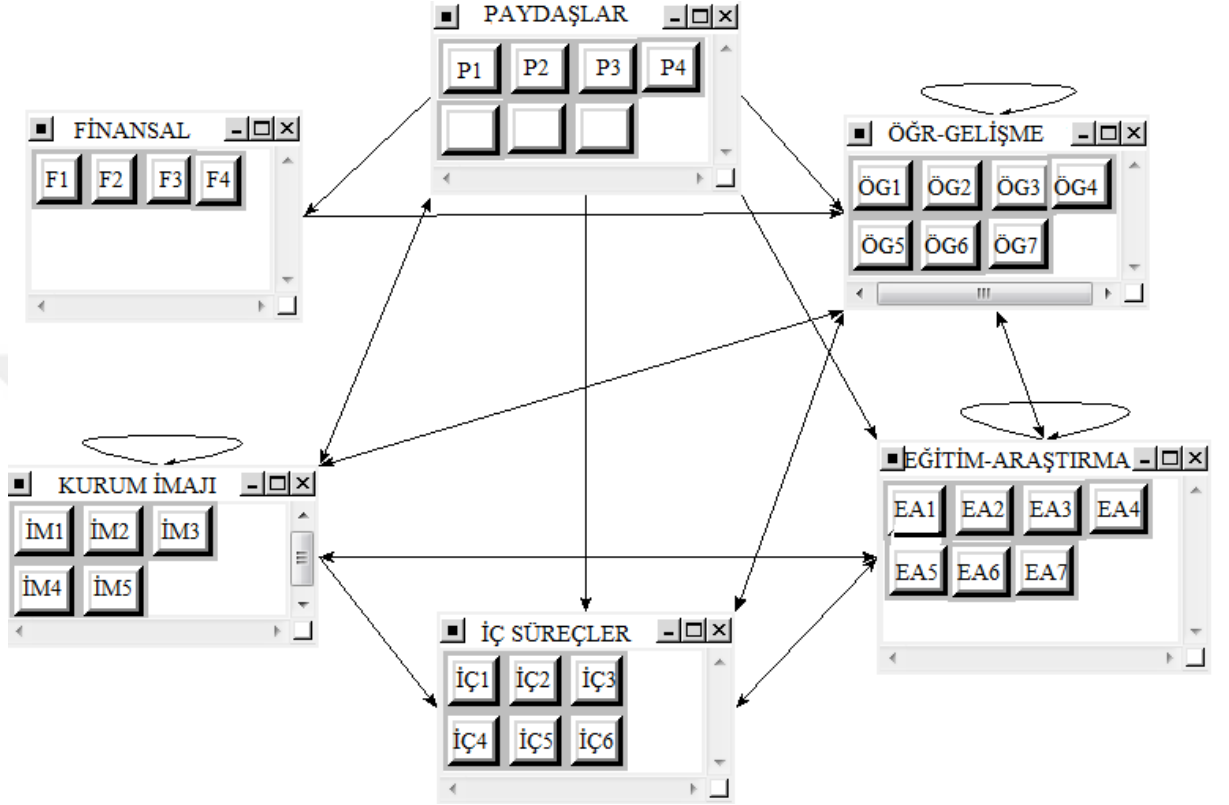 PAYDAŞLAR
P1 P2 P3 P4
FİNANSAL
F1 F2 F3 F4
ÖĞR-GELİŞME
ÖG1 ÖG2 ÖG3 ÖG4
ÖG5 ÖG6 ÖG7
KURUM İMAJI
İM1 İM2 İM3
İM4 İM5
EĞİTİM-ARAŞTIRMA
EA1 EA2 EA3 EA4
EA5 EA6 EA7
İÇ SÜREÇLER
İÇ1 İÇ2 İÇ3
İÇ4 İÇ5 İÇ6